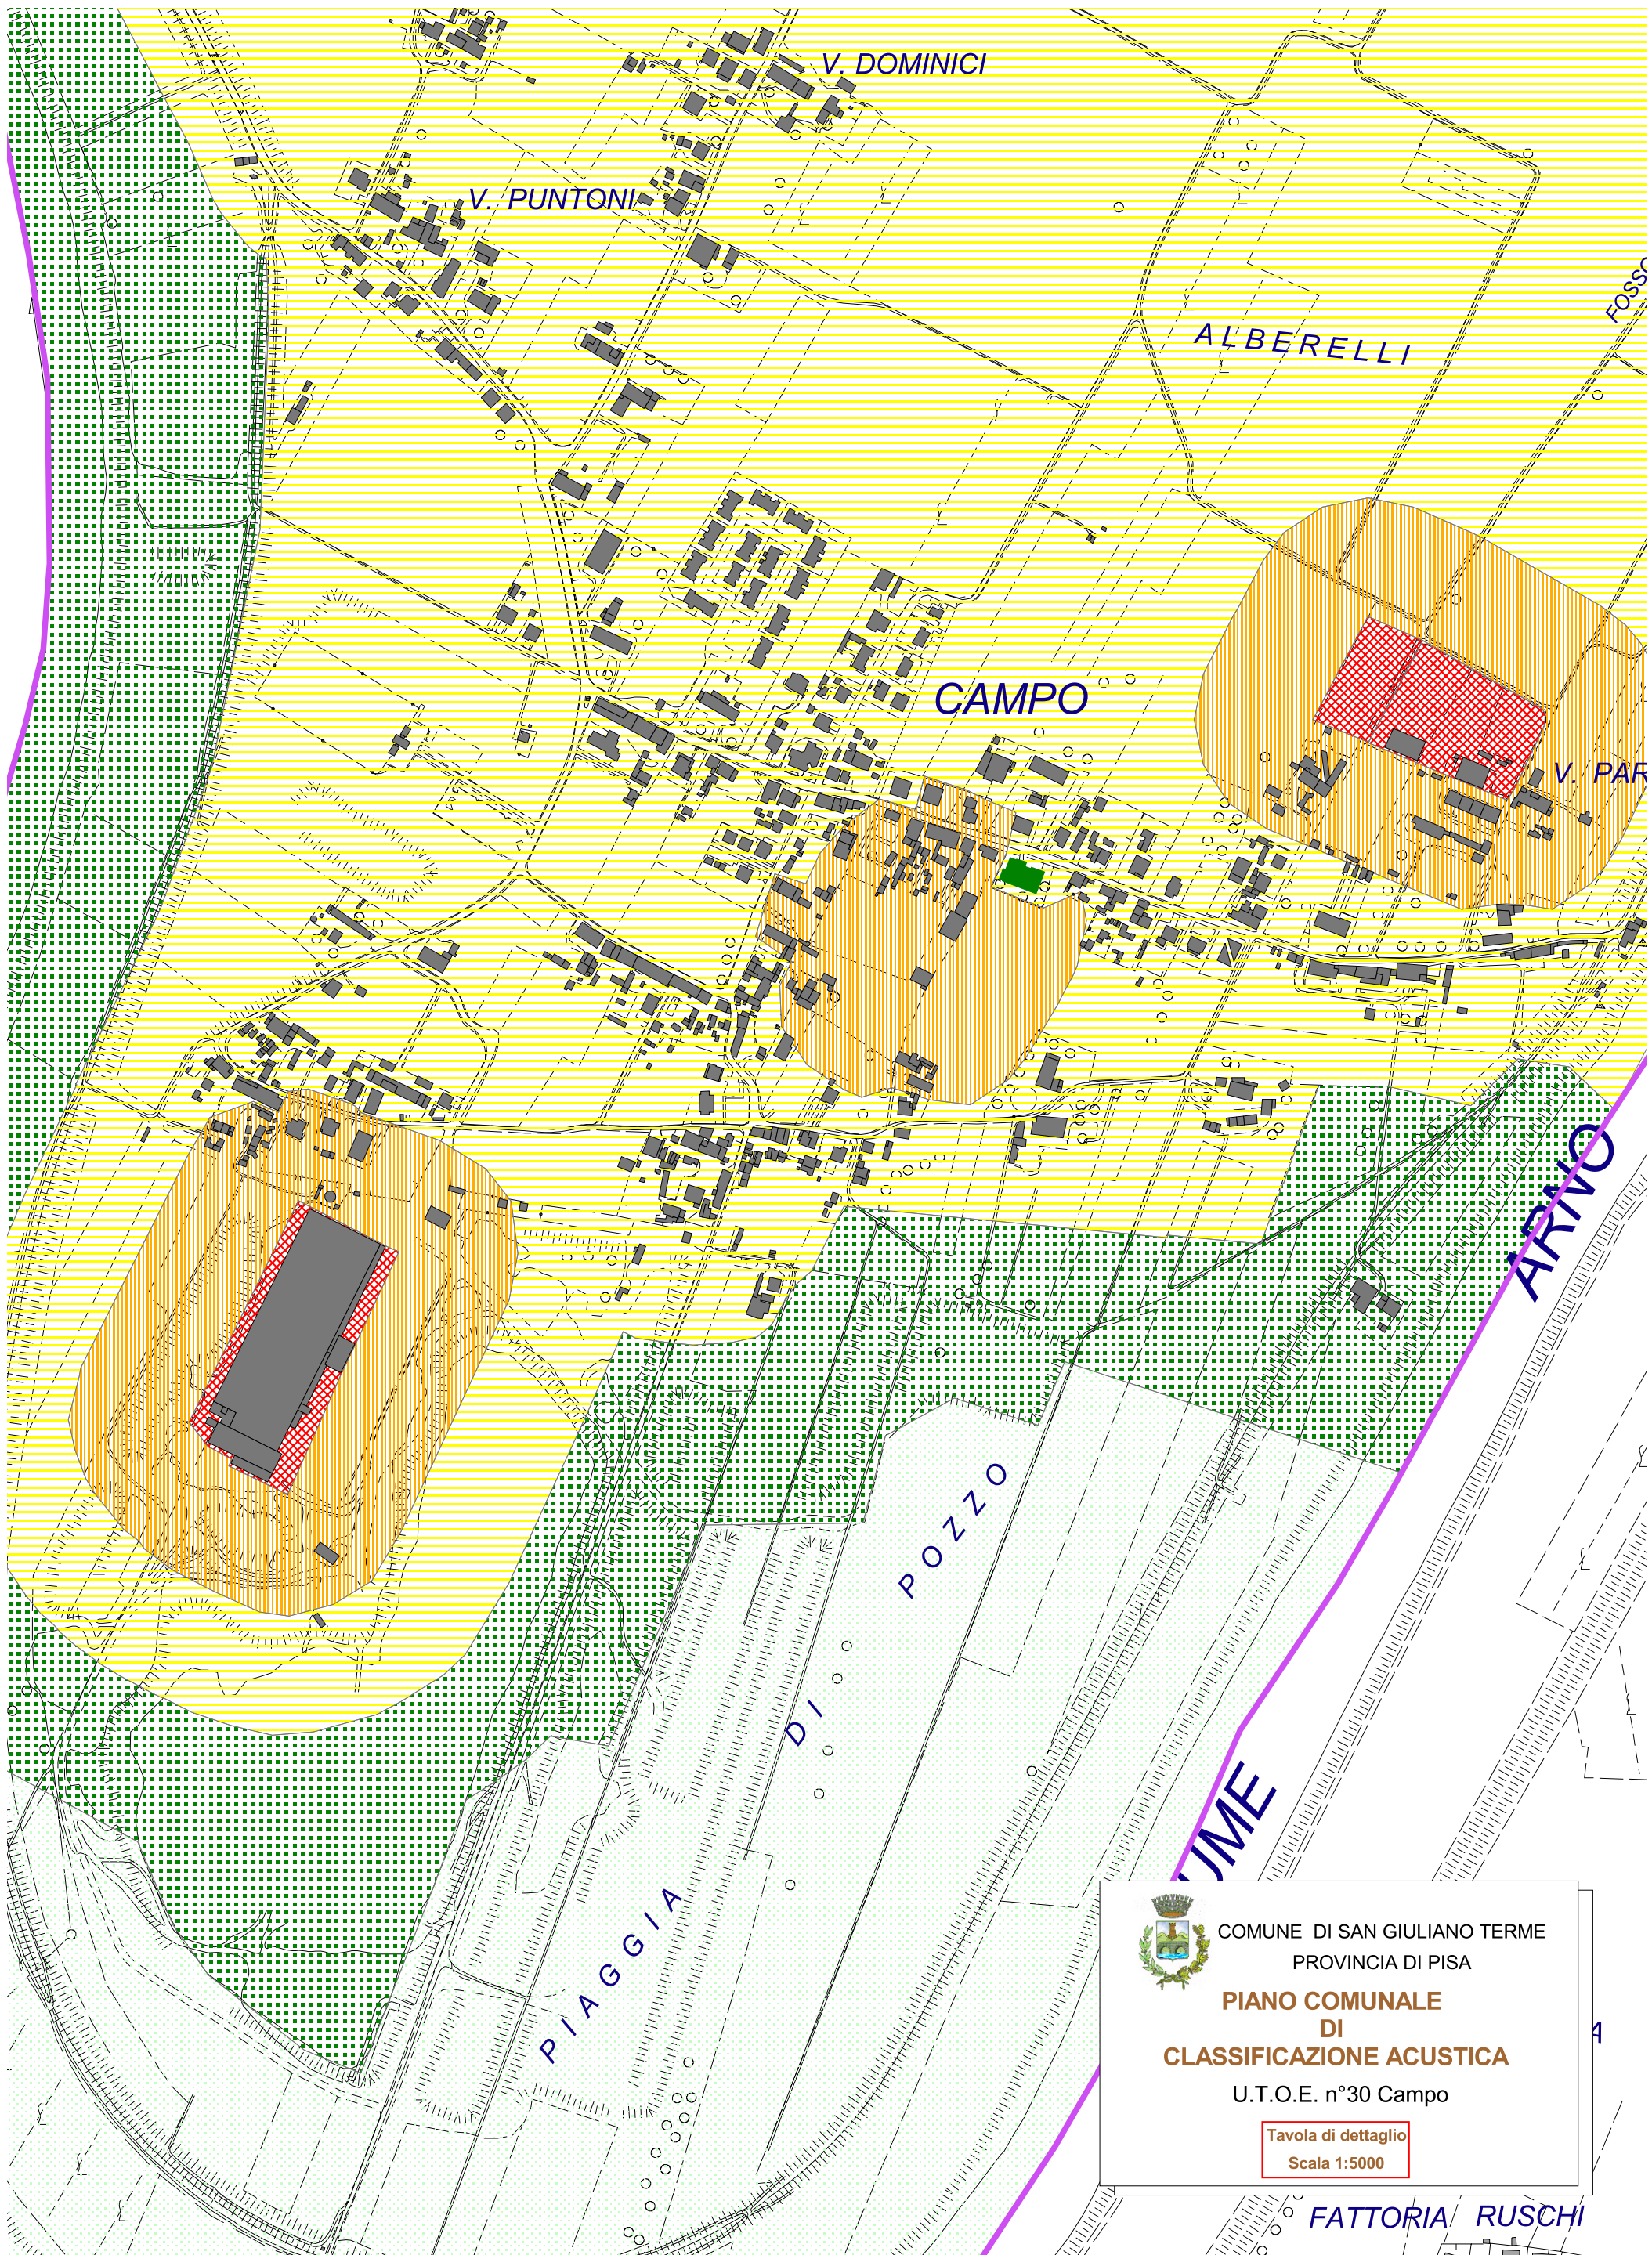 V. DOMINICI
V. PUNTONI
FOSSO
ALBERELLI
CAMPO
V. PAR
ARNO
POZZO
DI
UME
PIAGGIA
COMUNE DI SAN GIULIANO TERME
PROVINCIA DI PISA
PIANO COMUNALE
DI
CLASSIFICAZIONE ACUSTICA
A
U.T.O.E. n°30 Campo
Tavola di dettaglio
Scala 1:5000
FATTORIA RUSCHI